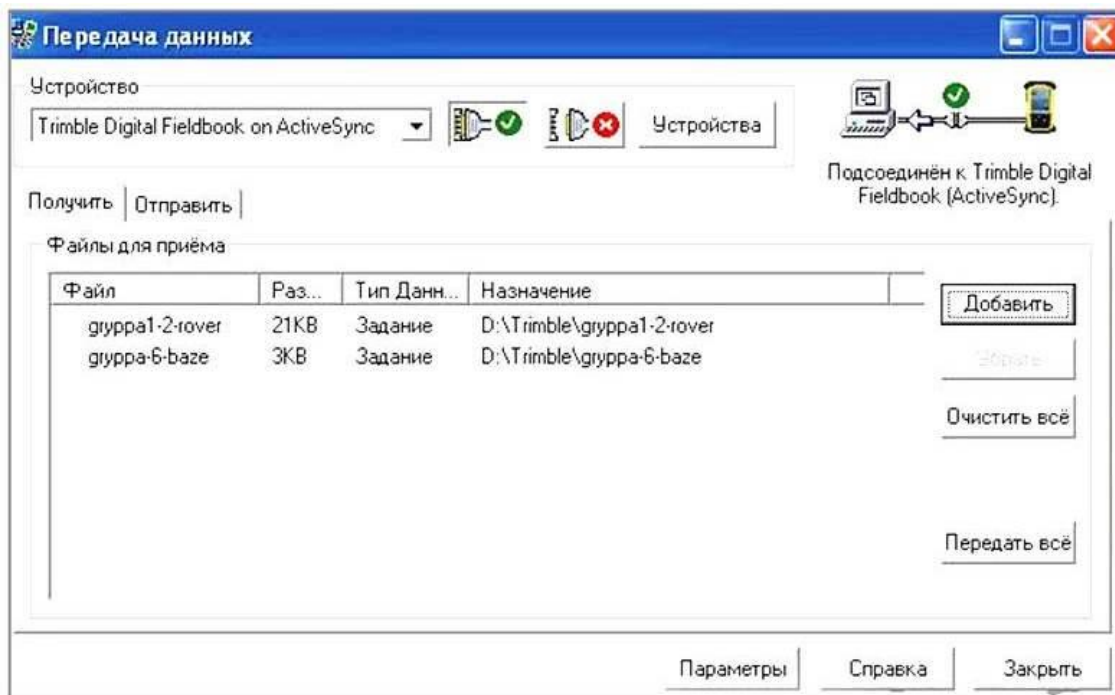 Передача данных
Устройство
Trimble Digital Fieldbook on ActiveSync
Устройства
Подсоединён к Trimble Digital
Fieldbook (ActiveSync).
Получить Отправить
Файлы для приёма
Файл Раз... Тип Данн... Назначение
gryppa1-2-rover 21KB Задание D:\Trimble\gryppa1-2-rover
gryppa-6-baze 3KB Задание D:\Trimble\gryppa-6-baze
Добавить
Убрать
Очистить всё
Передать всё
Параметры Справка Закрыть